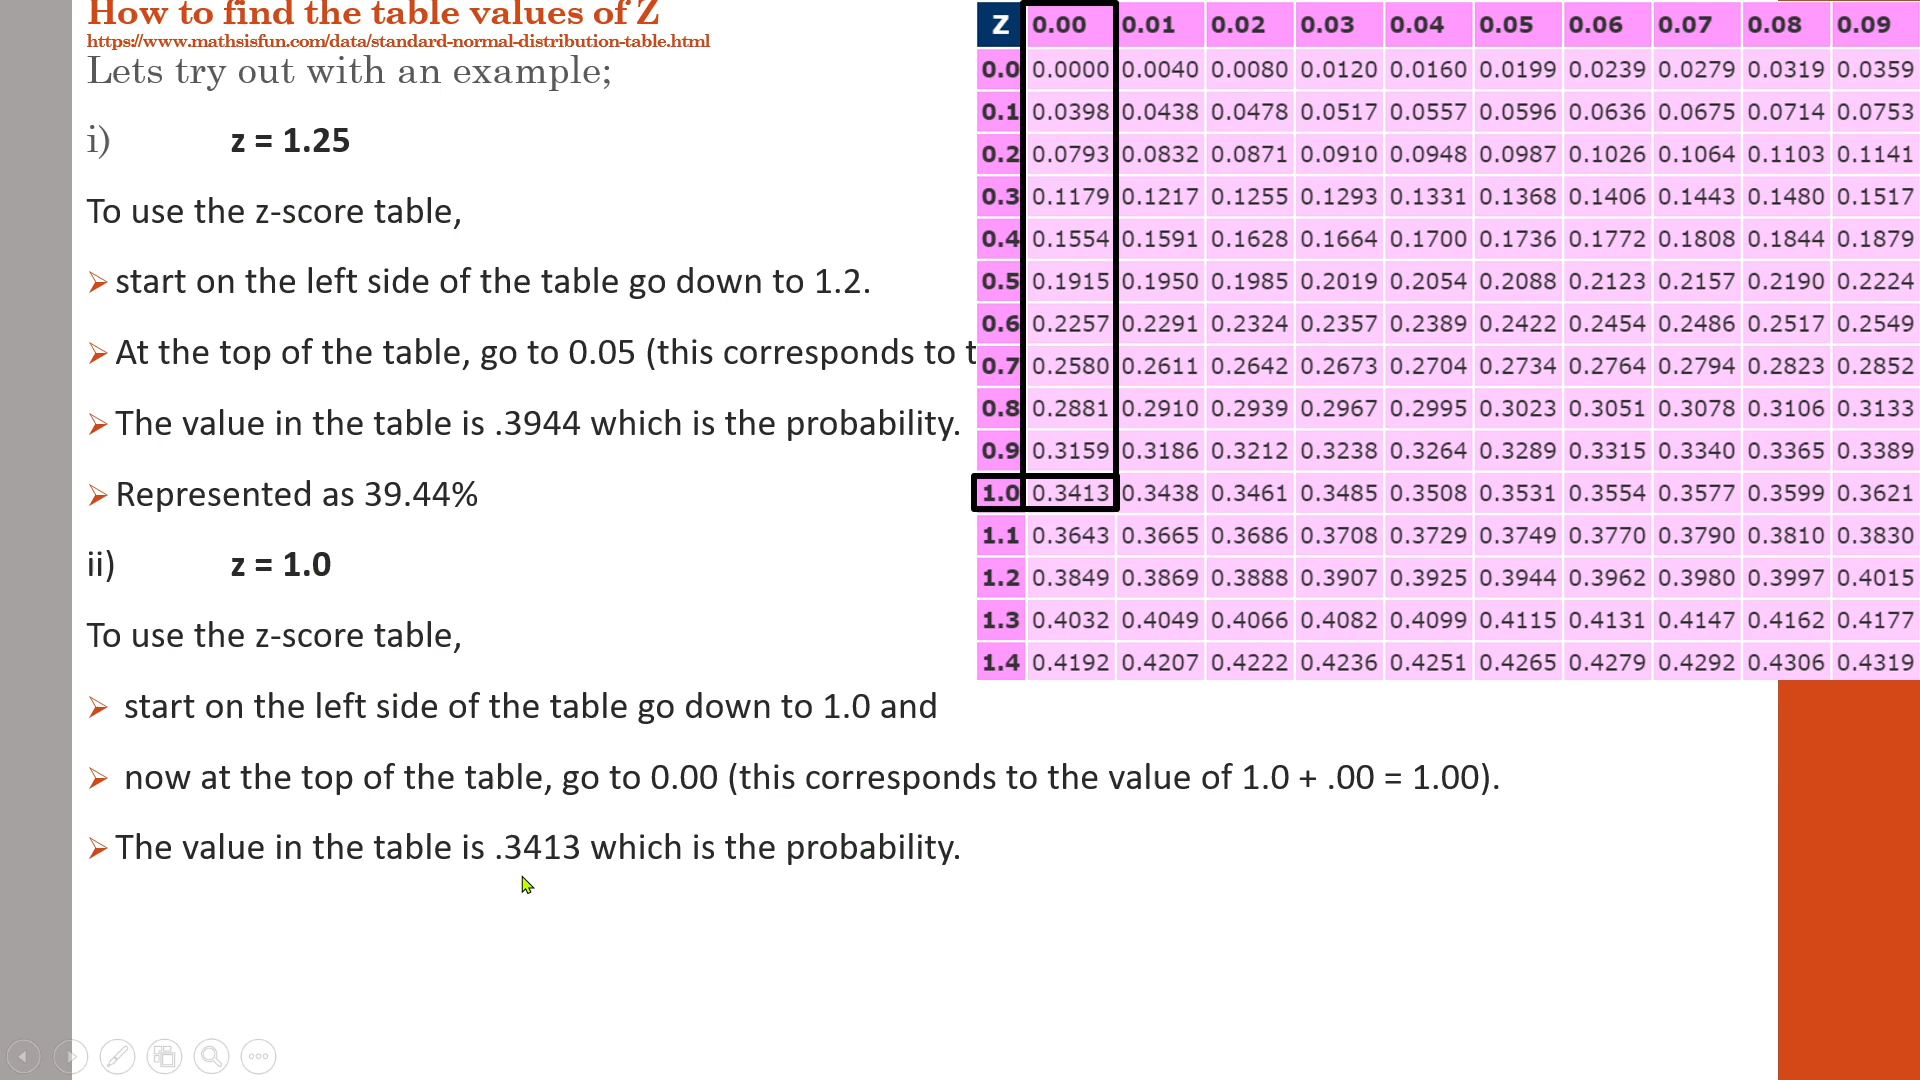 How to find the table values of Z
https://www.mathsisfun.com/data/standard-normal-distribution-table.html
Lets try out with an example;
i) z = 1.25
To use the z-score table,
start on the left side of the table go down to 1.2.
At the top of the table, go to 0.05 (this corresponds to t
The value in the table is .3944 which is the probability.
Represented as 39.44%
ii) z = 1.0
To use the z-score table,
start on the left side of the table go down to 1.0 and
now at the top of the table, go to 0.00 (this corresponds to the value of 1.0 + .00 = 1.00).
The value in the table is .3413 which is the probability.
Z 0.00 0.01 0.02 0.03 0.04 0.05 0.06 0.07 0.08 0.09
0.0 0.0000 0.0040 0.0080 0.0120 0.0160 0.0199 0.0239 0.0279 0.0319 0.0359
0.1 0.0398 0.0438 0.0478 0.0517 0.0557 0.0596 0.0636 0.0675 0.0714 0.0753
0.2 0.0793 0.0832 0.0871 0.0910 0.0948 0.0987 0.1026 0.1064 0.1103 0.1141
0.3 0.1179 0.1217 0.1255 0.1293 0.1331 0.1368 0.1406 0.1443 0.1480 0.1517
0.4 0.1554 0.1591 0.1628 0.1664 0.1700 0.1736 0.1772 0.1808 0.1844 0.1879
0.5 0.1915 0.1950 0.1985 0.2019 0.2054 0.2088 0.2123 0.2157 0.2190 0.2224
0.6 0.2257 0.2291 0.2324 0.2357 0.2389 0.2422 0.2454 0.2486 0.2517 0.2549
0.7 0.2580 0.2611 0.2642 0.2673 0.2704 0.2734 0.2764 0.2794 0.2823 0.2852
0.8 0.2881 0.2910 0.2939 0.2967 0.2995 0.3023 0.3051 0.3078 0.3106 0.3133
0.9 0.3159 0.3186 0.3212 0.3238 0.3264 0.3289 0.3315 0.3340 0.3365 0.3389
1.0 0.3413 0.3438 0.3461 0.3485 0.3508 0.3531 0.3554 0.3577 0.3599 0.3621
1.1 0.3643 0.3665 0.3686 0.3708 0.3729 0.3749 0.3770 0.3790 0.3810 0.3830
1.2 0.3849 0.3869 0.3888 0.3907 0.3925 0.3944 0.3962 0.3980 0.3997 0.4015
1.3 0.4032 0.4049 0.4066 0.4082 0.4099 0.4115 0.4131 0.4147 0.4162 0.4177
1.4 0.4192 0.4207 0.4222 0.4236 0.4251 0.4265 0.4279 0.4292 0.4306 0.4319